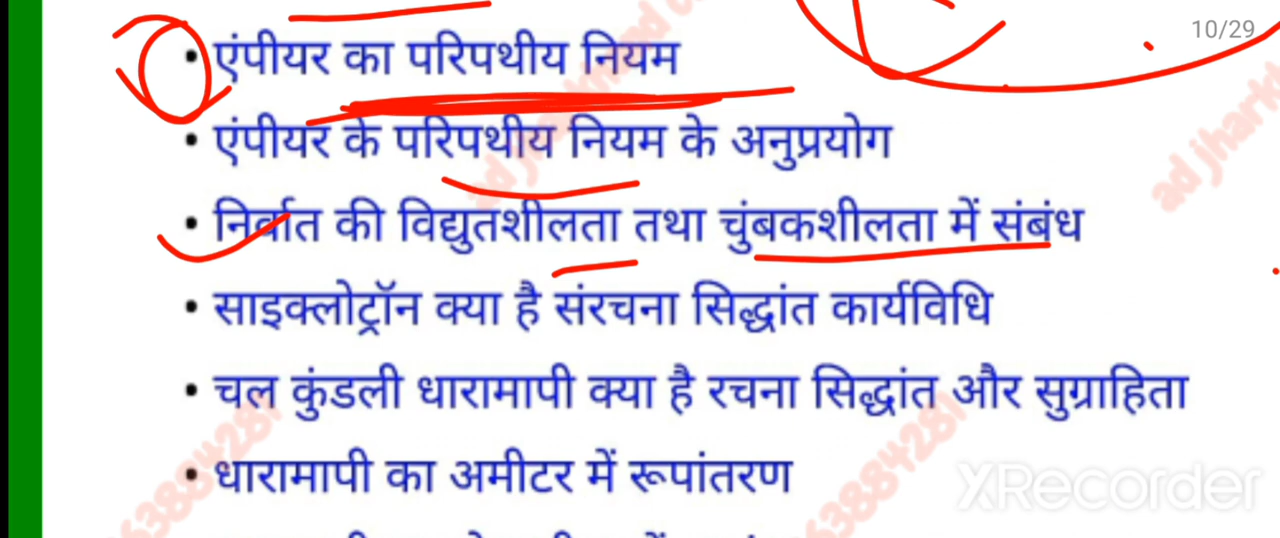 10/29
• एंपीयर का परिपथीय नियम
• एंपीयर के परिपथीय नियम के अनुप्रयोग
• निर्वात की विद्युतशीलता तथा चुंबकशीलता में संबंध
• साइक्लोट्रॉन क्या है संरचना सिद्धांत कार्यविधि
• चल कुंडली धारामापी क्या है रचना सिद्धांत और सुग्राहिता
• धारामापी का अमीटर में रूपांतरण
XRecorder